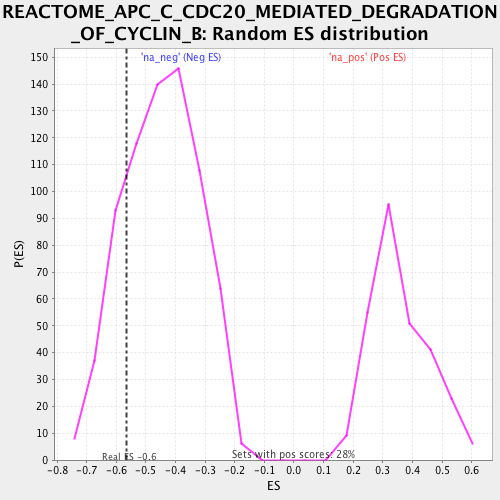 REACTOME_APC_C_CDC20_MEDIATED_DEGRADATION
_OF_CYCLIN_B: Random ES distribution
'na_neg' (Neg ES)
'na_pos' (Pos ES)
150
140
130
120
110
100
90
80
70
60
50
40
30
20
10
0
P(ES)
Real ES -0.6
Sets with pos scores: 28%
-0.8 -0.7 -0.6 -0.5 -0.4 -0.3 -0.2 -0.1 0.0 0.1 0.2 0.3 0.4 0.5 0.6
ES